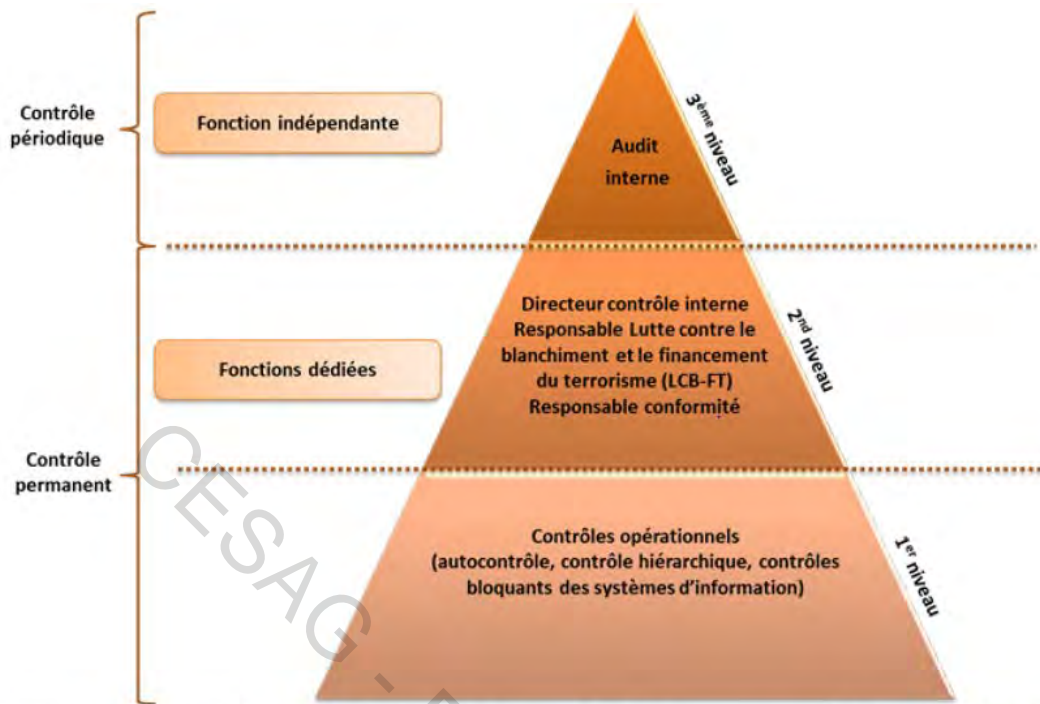 Contrôle
périodique
Fonction indépendante
Audit
interne
3ème niveau
Directeur contrôle interne
Responsable Lutte contre le
blanchiment et le financement
du terrorisme (LCB-FT)
Responsable conformité
2nd niveau
Fonctions dédiées
Contrôle
permanent
Contrôles opérationnels
(autocontrôle, contrôle hiérarchique, contrôles
bloquants des systèmes d'information)
1er niveau
CESAG -